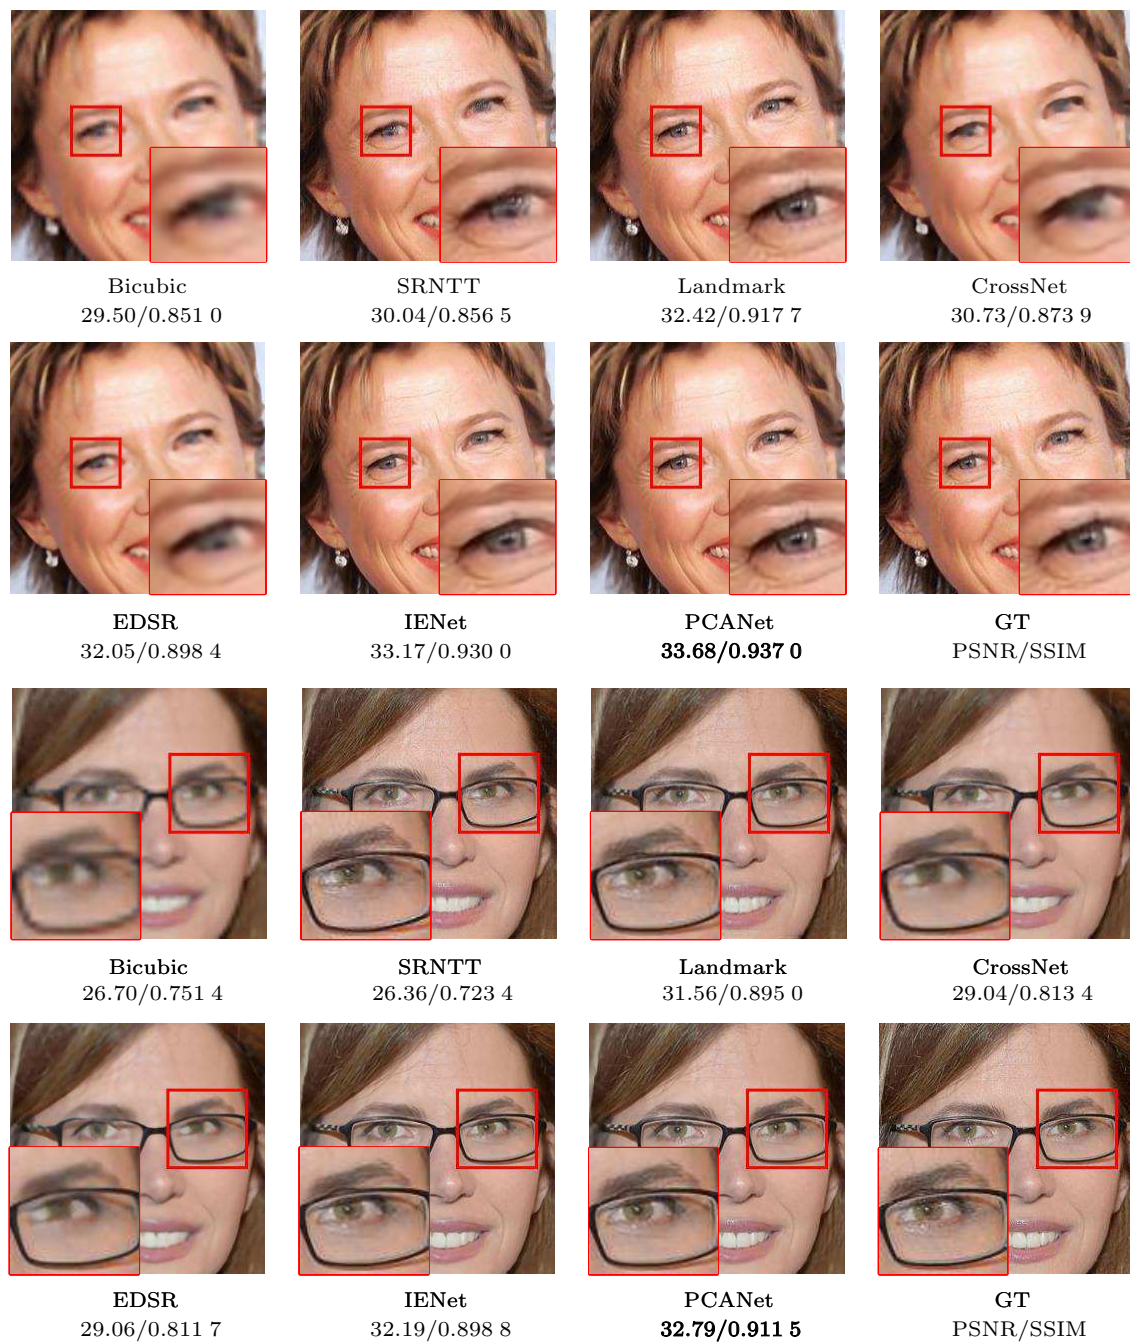 Bicubic SRNTT Landmark CrossNet
29.50/0.851 0 30.04/0.856 5 32.42/0.917 7 30.73/0.873 9
EDSR IENet PCANet GT
32.05/0.898 4 33.17/0.930 0 33.68/0.937 0 PSNR/SSIM
Bicubic SRNTT Landmark CrossNet
26.70/0.751 4 26.36/0.723 4 31.56/0.895 0 29.04/0.813 4
EDSR IENet PCANet GT
29.06/0.811 7 32.19/0.898 8 32.79/0.911 5 PSNR/SSIM